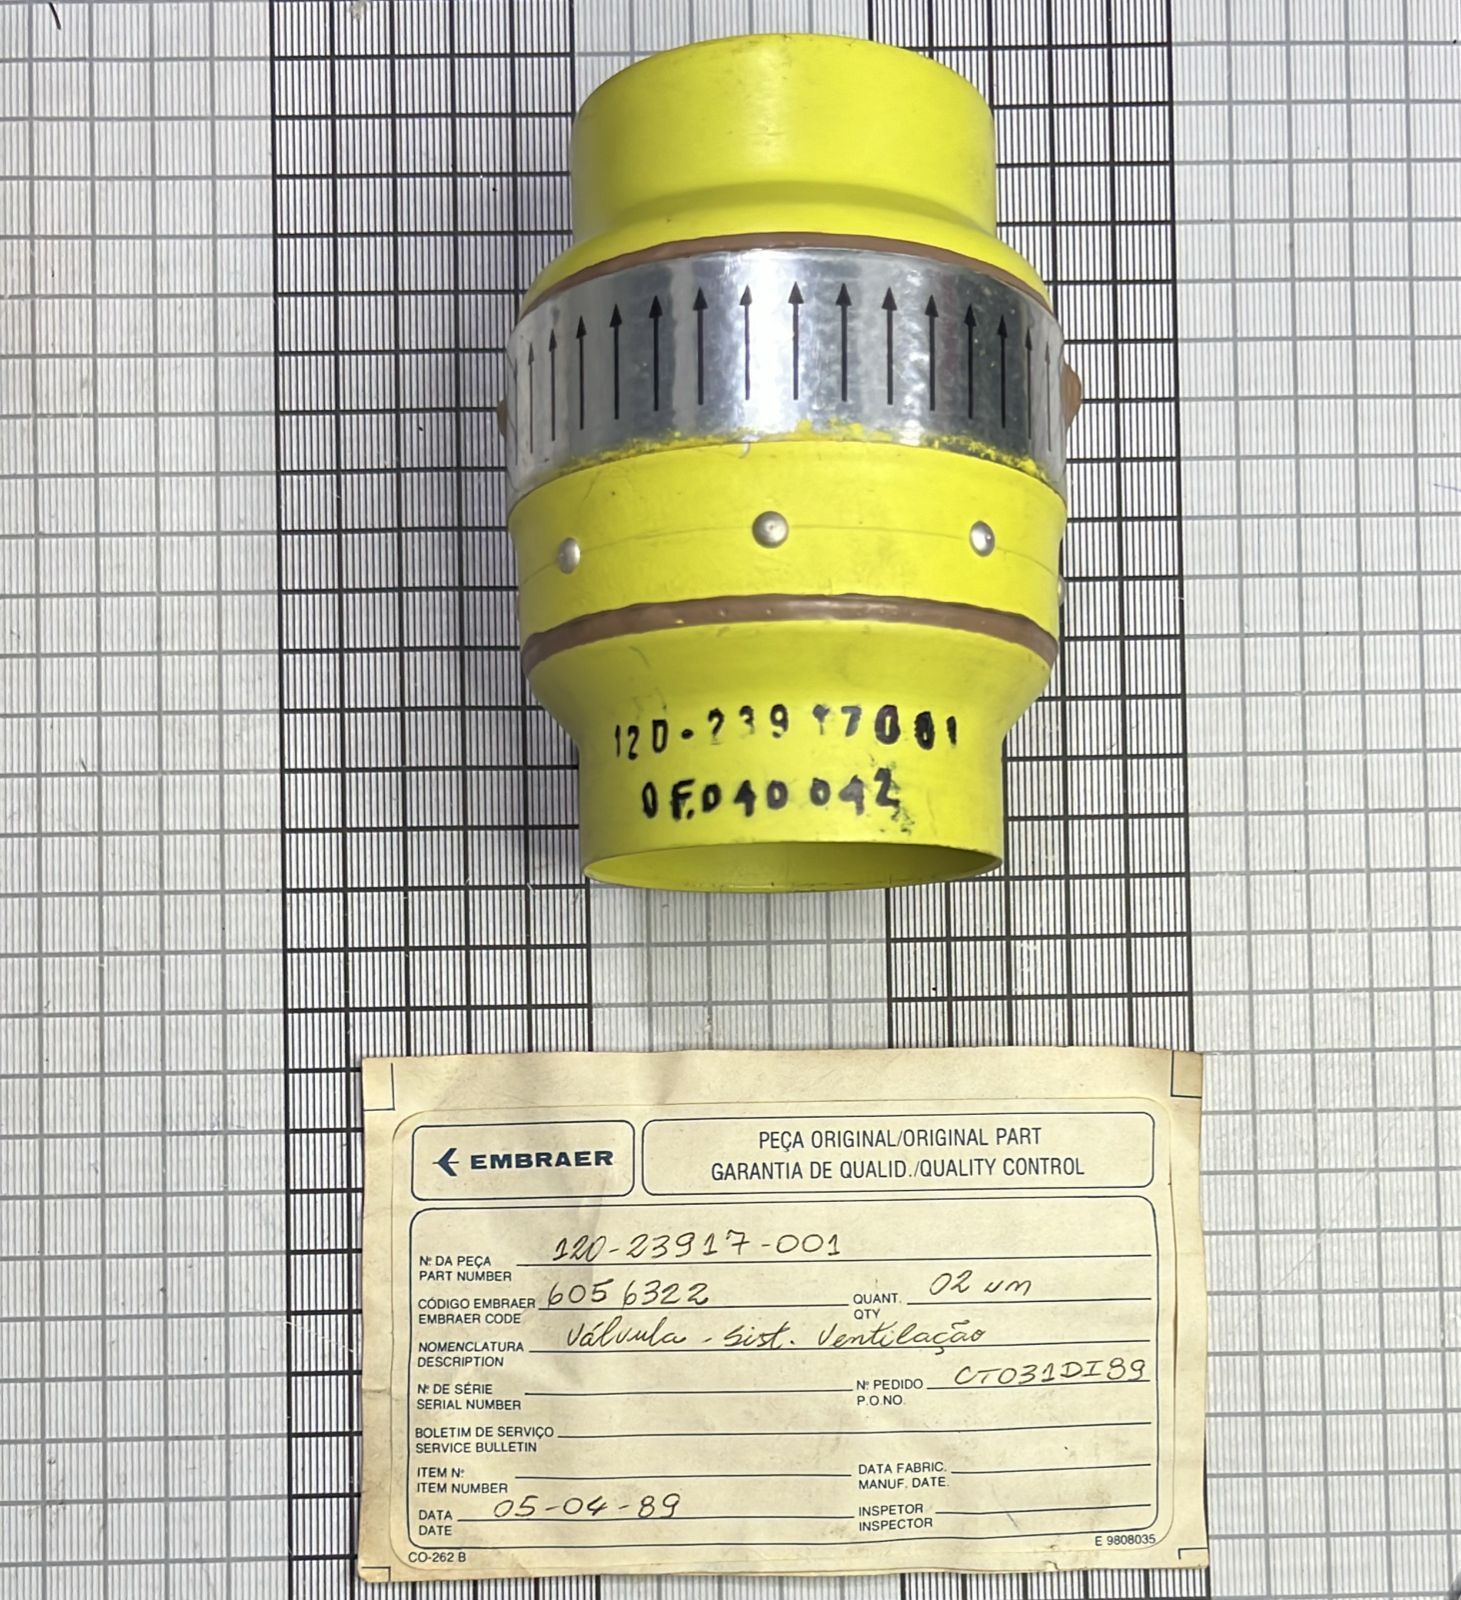 12D-23917001
OF.040042
EMBRAER
PEÇA ORIGINAL/ORIGINAL PART
GARANTIA DE QUALID./QUALITY CONTROL
Nº DA PEÇA 120-23917-001
PART NUMBER
CÓDIGO EMBRAER 6056322 QUANT. 02 um
EMBRAER CODE QTY
NOMENCLATURA Válvula - Sist. Ventilação
DESCRIPTION
Nº DE SÉRIE Nº PEDIDO CT031DI89
SERIAL NUMBER P.O.NO.
BOLETIM DE SERVIÇO
SERVICE BULLETIN
ITEM Nº DATA FABRIC.
ITEM NUMBER MANUF. DATE.
DATA 05-04-89 INSPETOR
DATE INSPECTOR
CO-262 B E 9808035